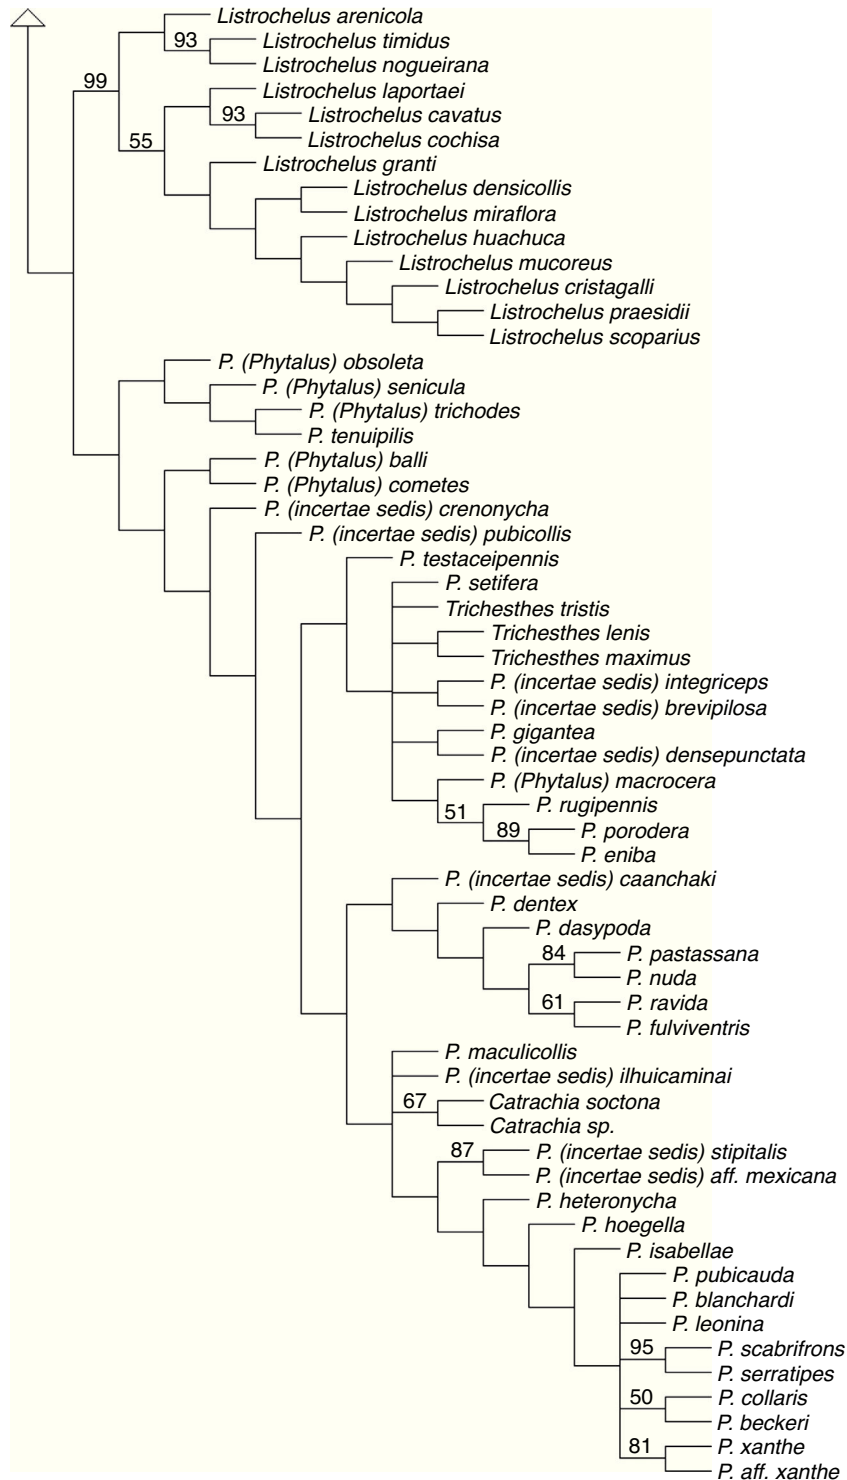 Listrochelus arenicola
93
Listrochelus timidus
Listrochelus nogueirana
99
Listrochelus laportaei
93
Listrochelus cavatus
55
Listrochelus cochisa
Listrochelus granti
Listrochelus densicollis
Listrochelus miraflora
Listrochelus huachuca
Listrochelus mucoreus
Listrochelus cristagalli
Listrochelus praesidii
Listrochelus scoparius
P. (Phytalus) obsoleta
P. (Phytalus) senicula
P. (Phytalus) trichodes
P. tenuipilis
P. (Phytalus) balli
P. (Phytalus) cometes
P. (incertae sedis) crenonycha
P. (incertae sedis) pubicollis
P. testaceipennis
P. setifera
Trichesthes tristis
Trichesthes lenis
Trichesthes maximus
P. (incertae sedis) integriceps
P. (incertae sedis) brevipilosa
P. gigantea
P. (incertae sedis) densepunctata
P. (Phytalus) macrocera
P. rugipennis
51
89
P. porodera
P. eniba
P. (incertae sedis) caanchaki
P. dentex
P. dasypoda
84
P. pastassana
P. nuda
61
P. ravida
P. fulviventris
P. maculicollis
P. (incertae sedis) ilhuicaminai
67
Catrachia soctona
Catrachia sp.
87
P. (incertae sedis) stipitalis
P. (incertae sedis) aff. mexicana
P. heteronycha
P. hoegella
P. isabellae
P. pubicauda
P. blanchardi
P. leonina
95
P. scabrifrons
P. serratipes
50
P. collaris
P. beckeri
81
P. xanthe
P. aff. xanthe